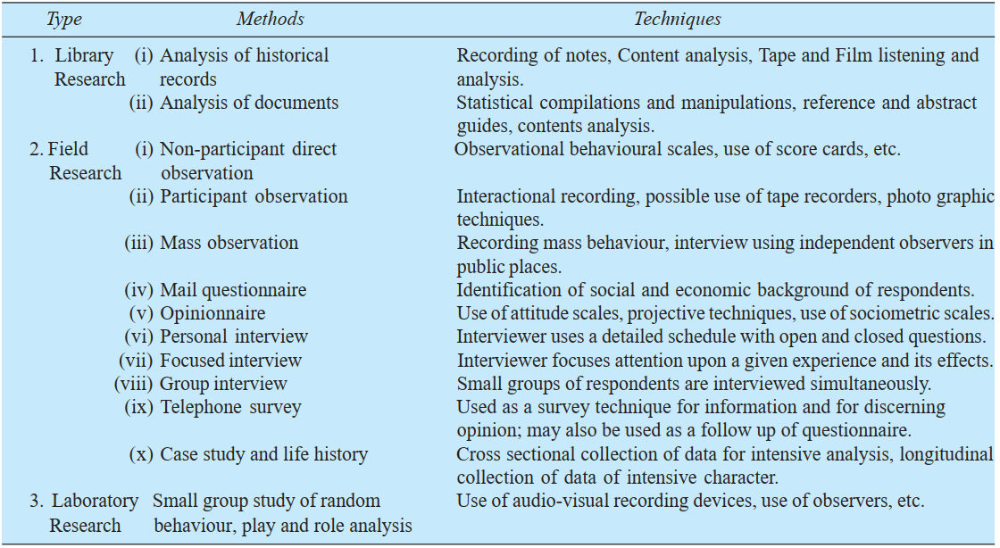 Type Methods Techniques
1. Library (i) Analysis of historical Recording of notes, Content analysis, Tape and Film listening and
Research records analysis.
(ii) Analysis of documents Statistical compilations and manipulations, reference and abstract
guides, contents analysis.
2. Field (i) Non-participant direct Observational behavioural scales, use of score cards, etc.
Research observation
(ii) Participant observation Interactional recording, possible use of tape recorders, photo graphic
techniques.
(iii) Mass observation Recording mass behaviour, interview using independent observers in
public places.
(iv) Mail questionnaire Identification of social and economic background of respondents.
(v) Opinionnaire Use of attitude scales, projective techniques, use of sociometric scales.
(vi) Personal interview Interviewer uses a detailed schedule with open and closed questions.
(vii) Focused interview Interviewer focuses attention upon a given experience and its effects.
(viii) Group interview Small groups of respondents are interviewed simultaneously.
(ix) Telephone survey Used as a survey technique for information and for discerning
opinion; may also be used as a follow up of questionnaire.
(x) Case study and life history Cross sectional collection of data for intensive analysis, longitudinal
collection of data of intensive character.
3. Laboratory Small group study of random Use of audio-visual recording devices, use of observers, etc.
Research behaviour, play and role analysis